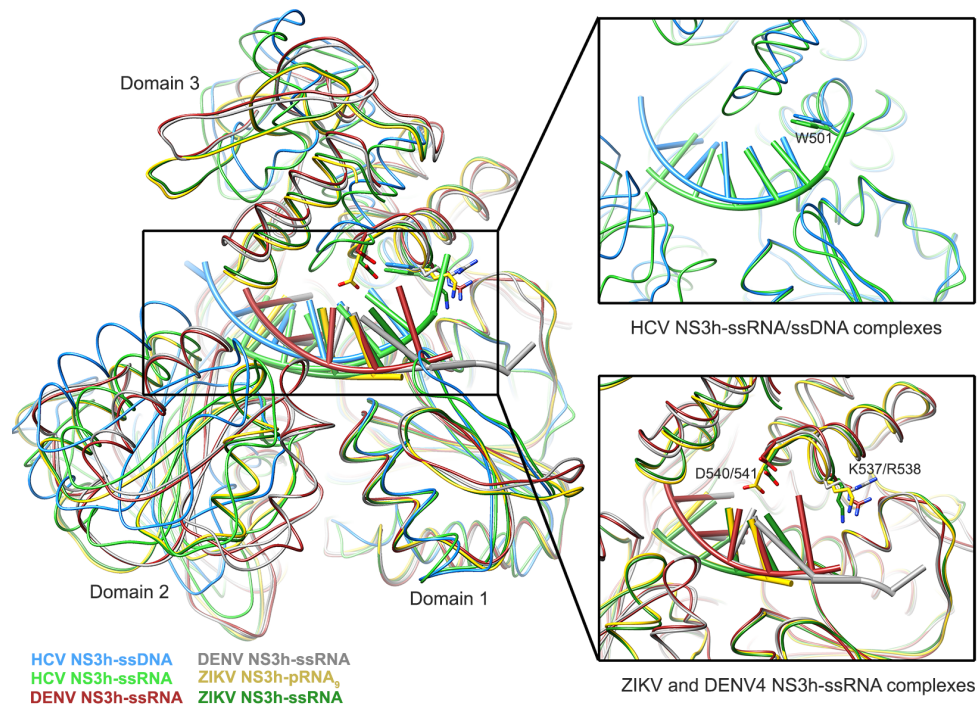 Domain 3
W501
HCV NS3h-ssRNA/ssDNA complexes
D540/541
K537/R538
Domain 2
Domain 1
HCV NS3h-ssDNA
HCV NS3h-ssRNA
DENV NS3h-ssRNA
DENV NS3h-ssRNA
ZIKV NS3h-pRNA₉
ZIKV NS3h-ssRNA
ZIKV and DENV4 NS3h-ssRNA complexes